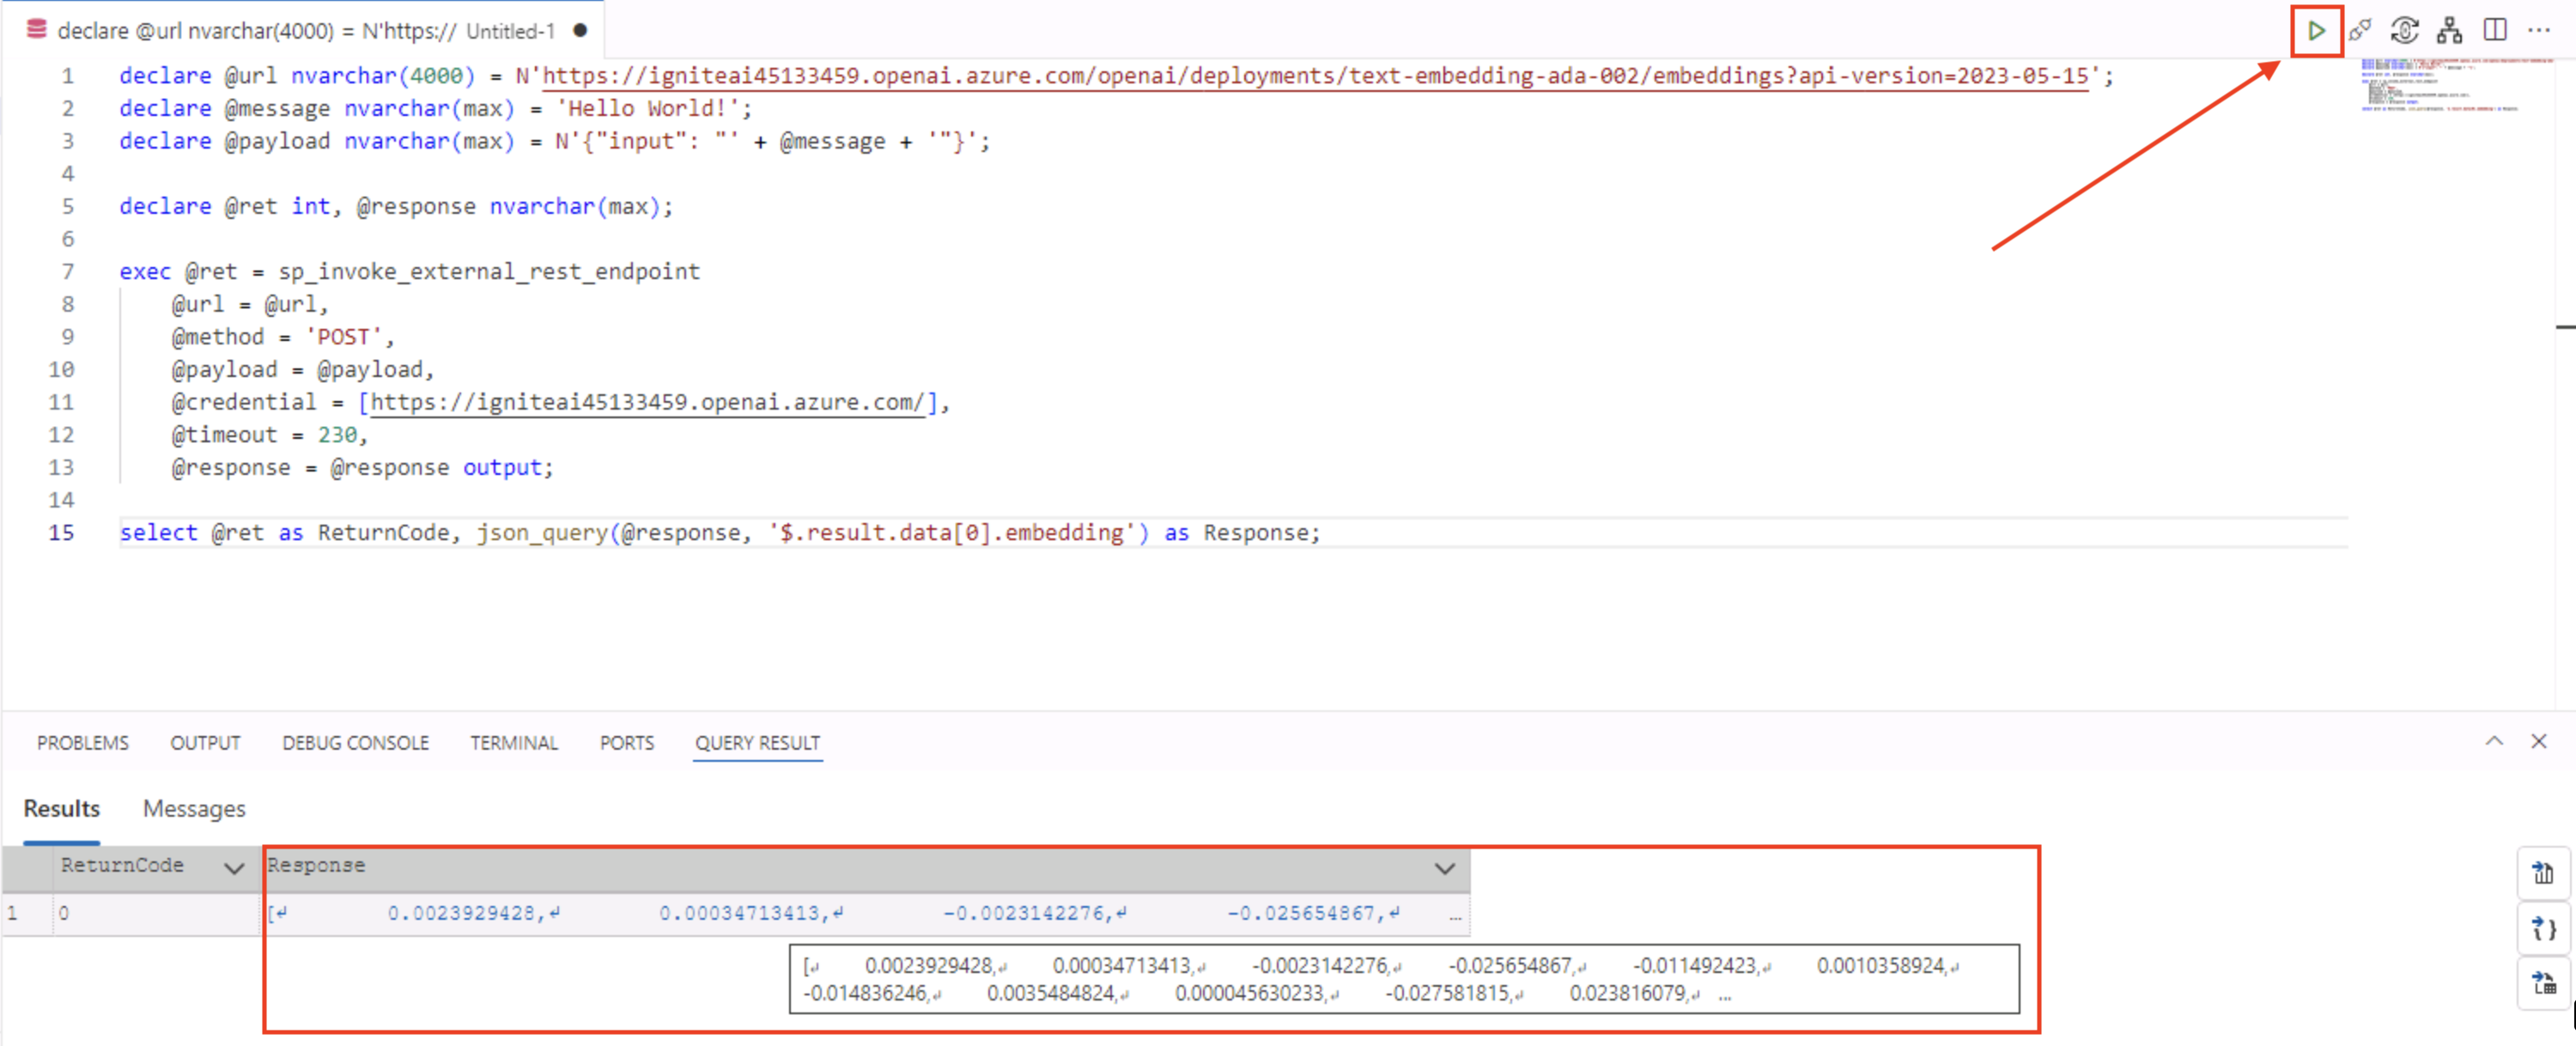 declare @url nvarchar(4000) = N'https:// Untitled-1 ●
1 declare @url nvarchar(4000) = N'https://igniteai45133459.openai.azure.com/openai/deployments/text-embedding-ada-002/embeddings?api-version=2023-05-15';
2 declare @message nvarchar(max) = 'Hello World!';
3 declare @payload nvarchar(max) = N'{"input": "' + @message + '"}';
4
5 declare @ret int, @response nvarchar(max);
6
7 exec @ret = sp_invoke_external_rest_endpoint
8 @url = @url,
9 @method = 'POST',
10 @payload = @payload,
11 @credential = [https://igniteai45133459.openai.azure.com/],
12 @timeout = 230,
13 @response = @response output;
14
15 select @ret as ReturnCode, json_query(@response, '$.result.data[0].embedding') as Response;
PROBLEMS OUTPUT DEBUG CONSOLE TERMINAL PORTS QUERY RESULT
Results Messages
ReturnCode Response
1 0 [↵ 0.0023929428,↵ 0.00034713413,↵ -0.0023142276,↵ -0.025654867,↵ …
[↵ 0.0023929428,↵ 0.00034713413,↵ -0.0023142276,↵ -0.025654867,↵ -0.011492423,↵ 0.0010358924,↵
-0.014836246,↵ 0.0035484824,↵ 0.000045630233,↵ -0.027581815,↵ 0.023816079,↵ …